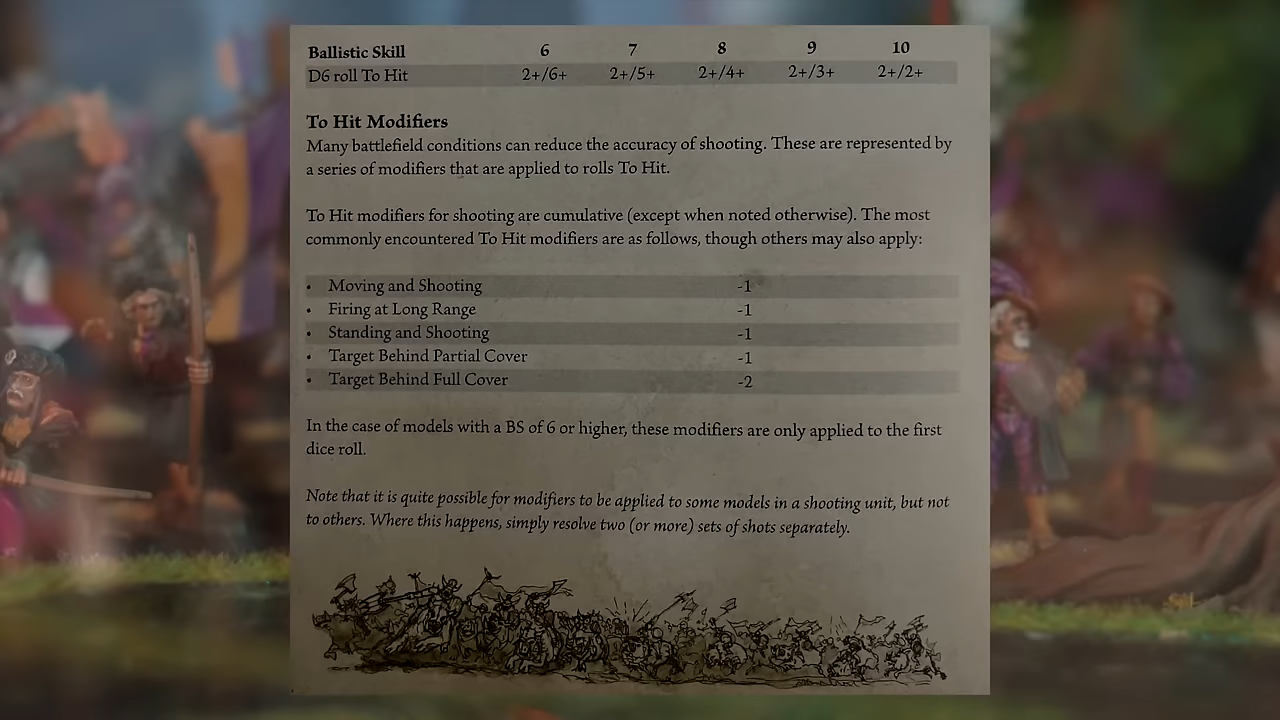 Ballistic Skill 6 7 8 9 10
D6 roll To Hit 2+/6+ 2+/5+ 2+/4+ 2+/3+ 2+/2+
To Hit Modifiers
Many battlefield conditions can reduce the accuracy of shooting. These are represented by
a series of modifiers that are applied to rolls To Hit.
To Hit modifiers for shooting are cumulative (except when noted otherwise). The most
commonly encountered To Hit modifiers are as follows, though others may also apply:
• Moving and Shooting -1
• Firing at Long Range -1
• Standing and Shooting -1
• Target Behind Partial Cover -1
• Target Behind Full Cover -2
In the case of models with a BS of 6 or higher, these modifiers are only applied to the first
dice roll.
Note that it is quite possible for modifiers to be applied to some models in a shooting unit, but not
to others. Where this happens, simply resolve two (or more) sets of shots separately.